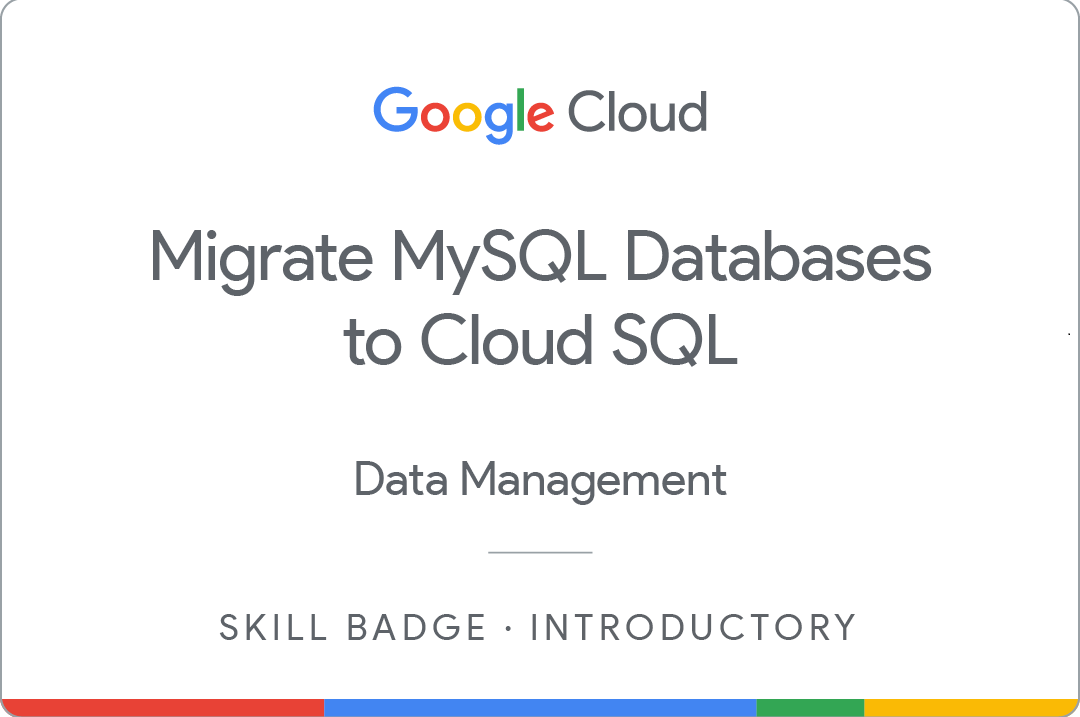 Google Cloud
Migrate MySQL Databases
to Cloud SQL
Data Management
SKILL BADGE · INTRODUCTORY